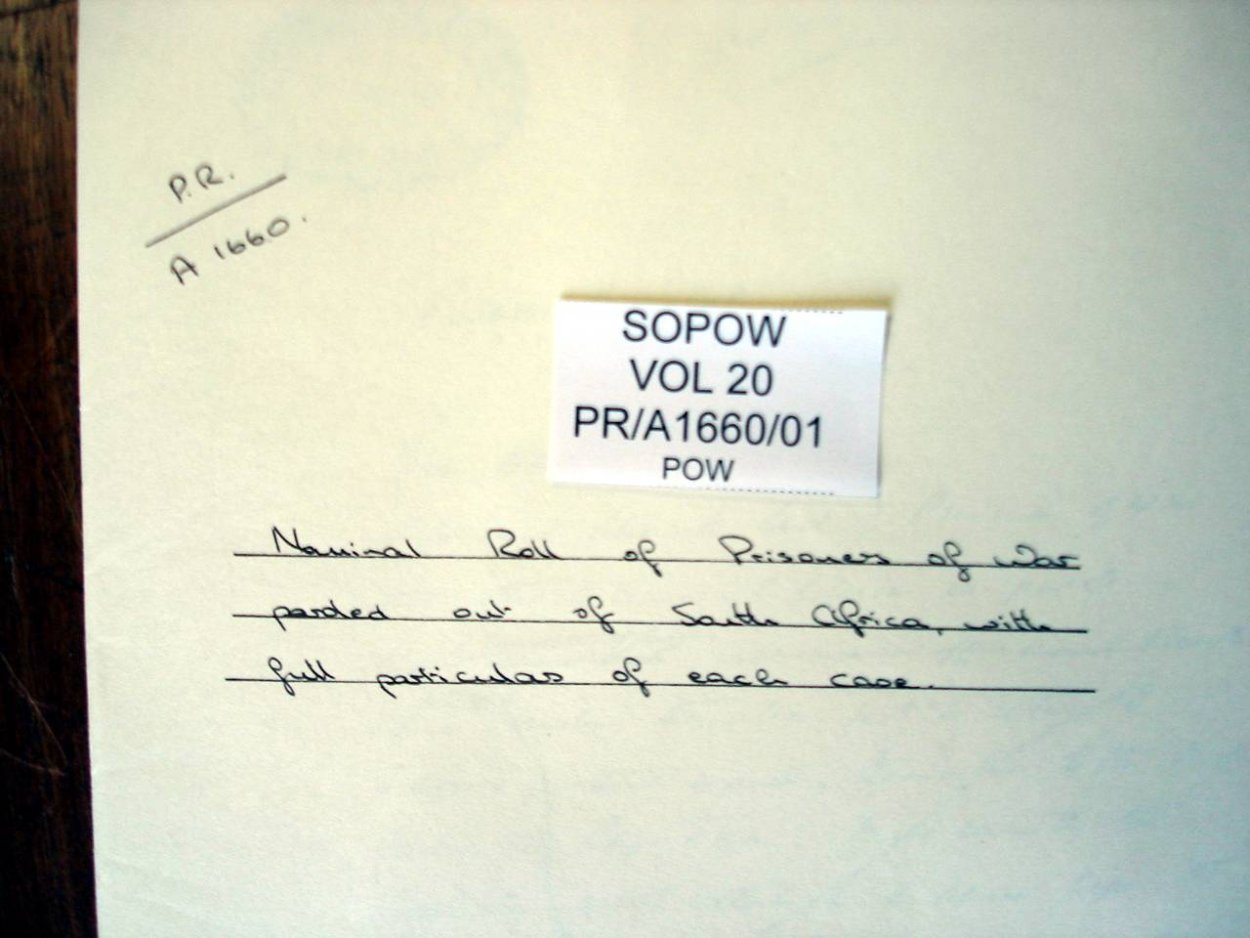 P.R.
A 1660.
SOPOW
VOL 20
PR/A1660/01
POW
Nominal Roll of Prisoners of War
paroled out of South Africa, with
full particulars of each case.